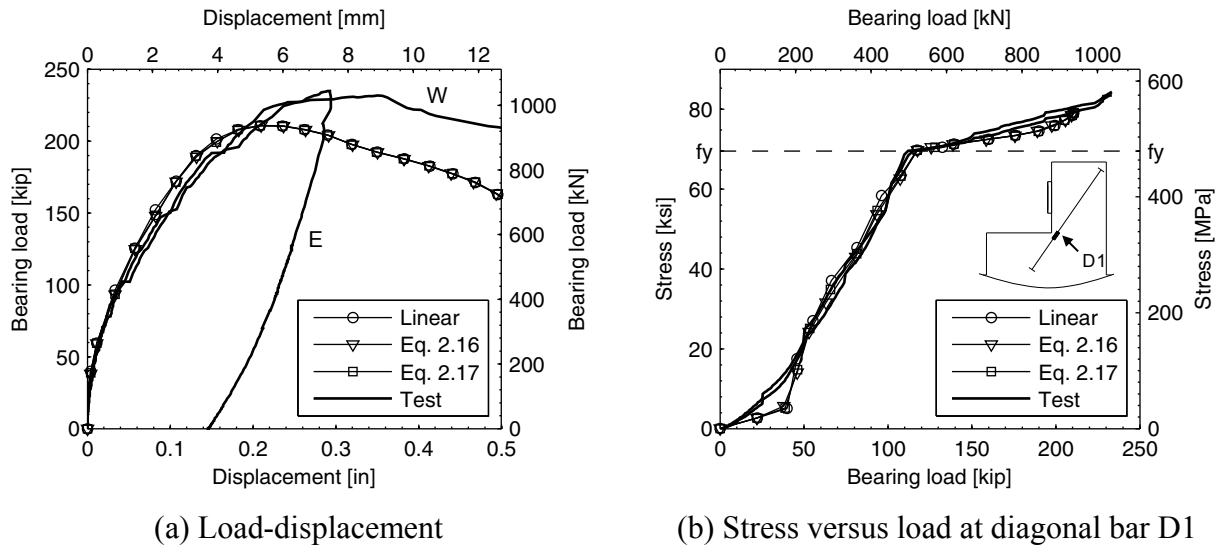 Displacement [mm]
0 2 4 6 8 10 12
250
200
150
100
50
0
Bearing load [kip]
1000
800
600
400
200
0
Bearing load [kN]
W
E
Linear
Eq. 2.16
Eq. 2.17
Test
0 0.1 0.2 0.3 0.4 0.5
Displacement [in]
(a) Load-displacement
Bearing load [kN]
0 200 400 600 800 1000
80
fy
60
40
20
0
Stress [ksi]
600
fy
400
200
0
Stress [MPa]
D1
Linear
Eq. 2.16
Eq. 2.17
Test
0 50 100 150 200 250
Bearing load [kip]
(b) Stress versus load at diagonal bar D1